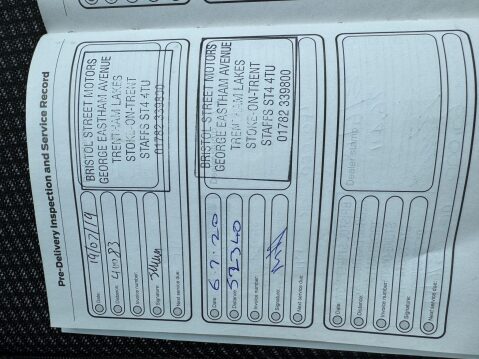 Pre-Delivery Inspection and Service Record
BRISTOL STREET MOTORS
GEORGE EASTHAM AVENUE
TRENTHAM LAKES
STOKE-ON-TRENT
STAFFS ST4 4TU
01782 339800
Date: 19/07/19
Distance:
Invoice number:
Signature:
Next service due:
BRISTOL STREET MOTORS
GEORGE EASTHAM AVENUE
TRENTHAM LAKES
STOKE-ON-TRENT
STAFFS ST4 4TU
01782 339800
Date: 6.7.20
Distance: 52340
Invoice number:
Signature:
Next service due:
Dealer stamp
Date:
Distance:
Invoice number:
Signature:
Next service due: